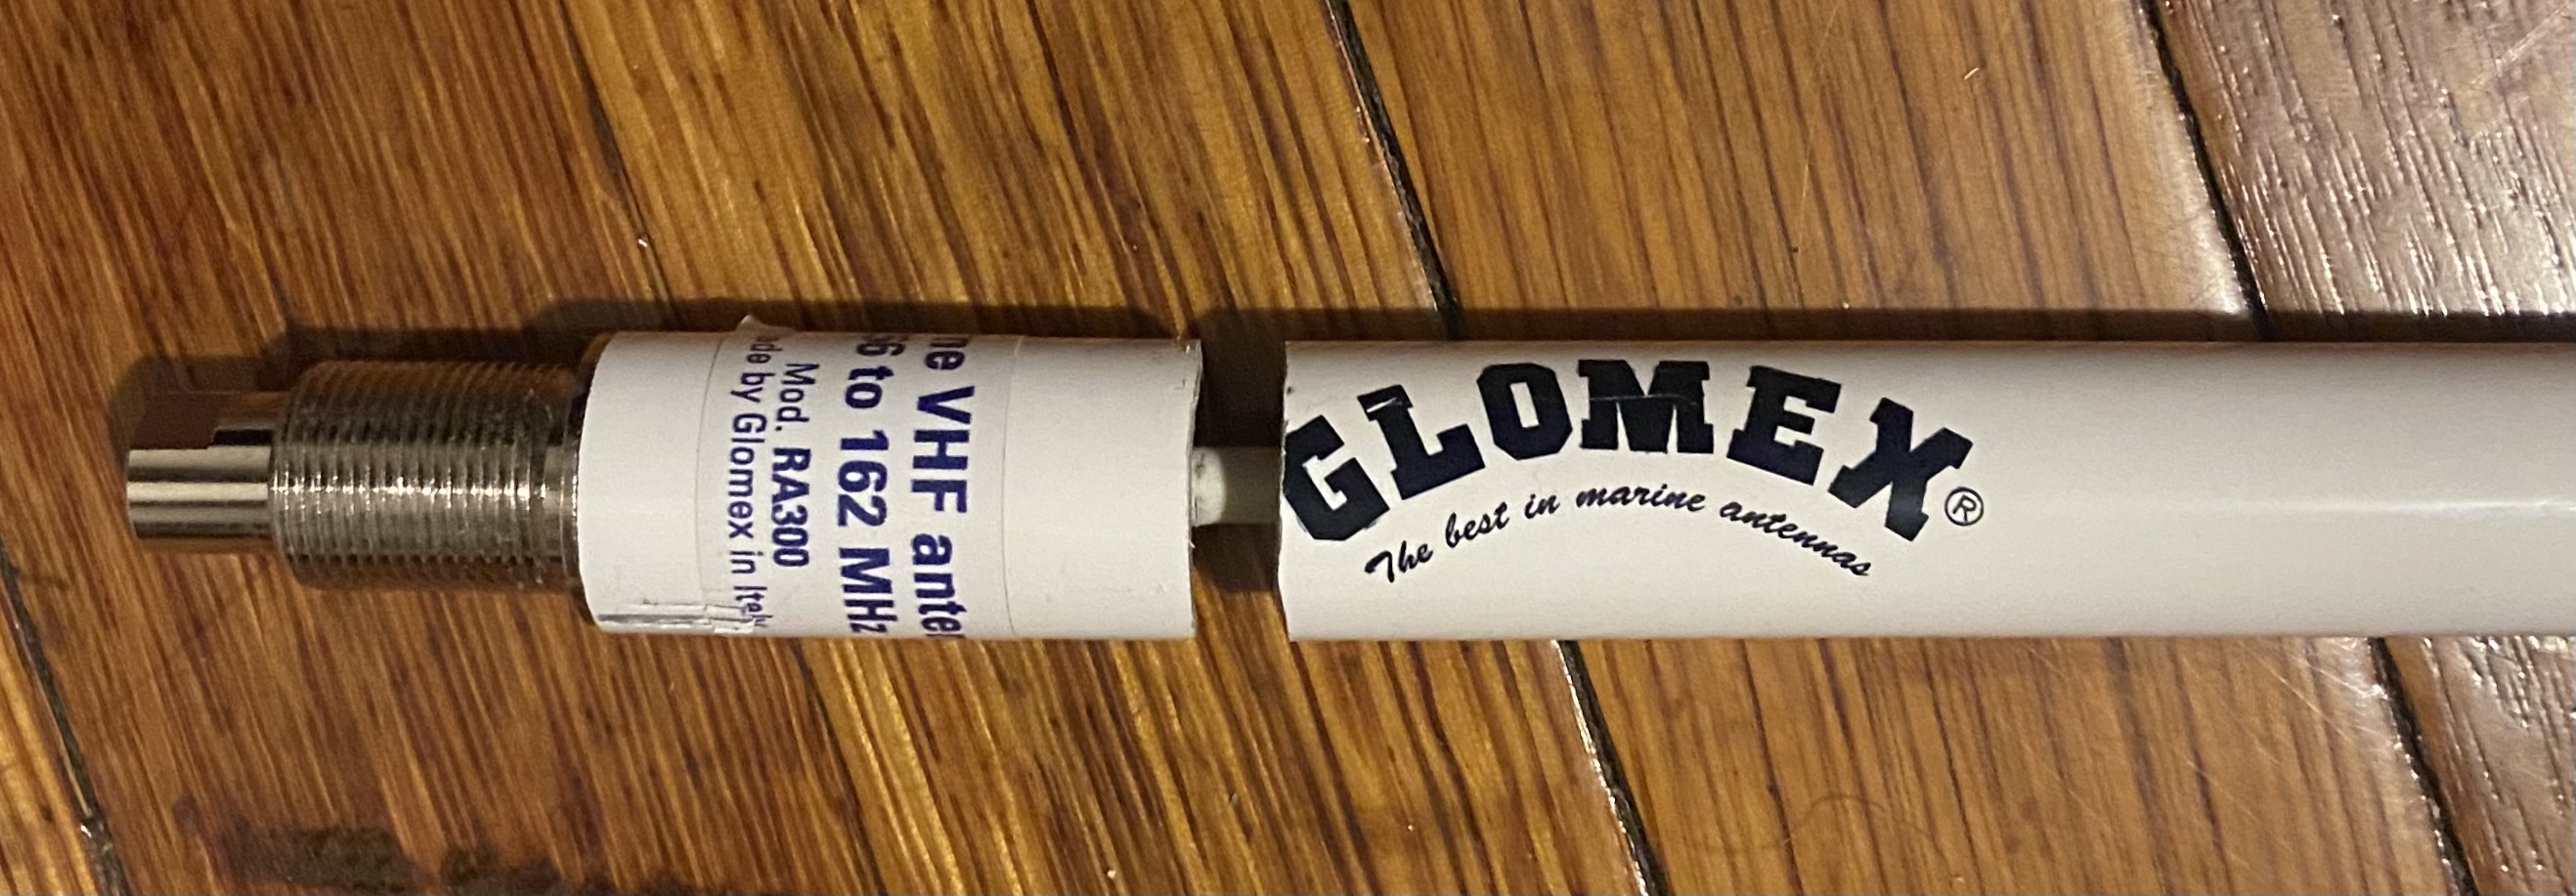 GLOMEX®
The best in marine antennas
VHF
to 162 MHz
Mod. RA300
by Glomex in